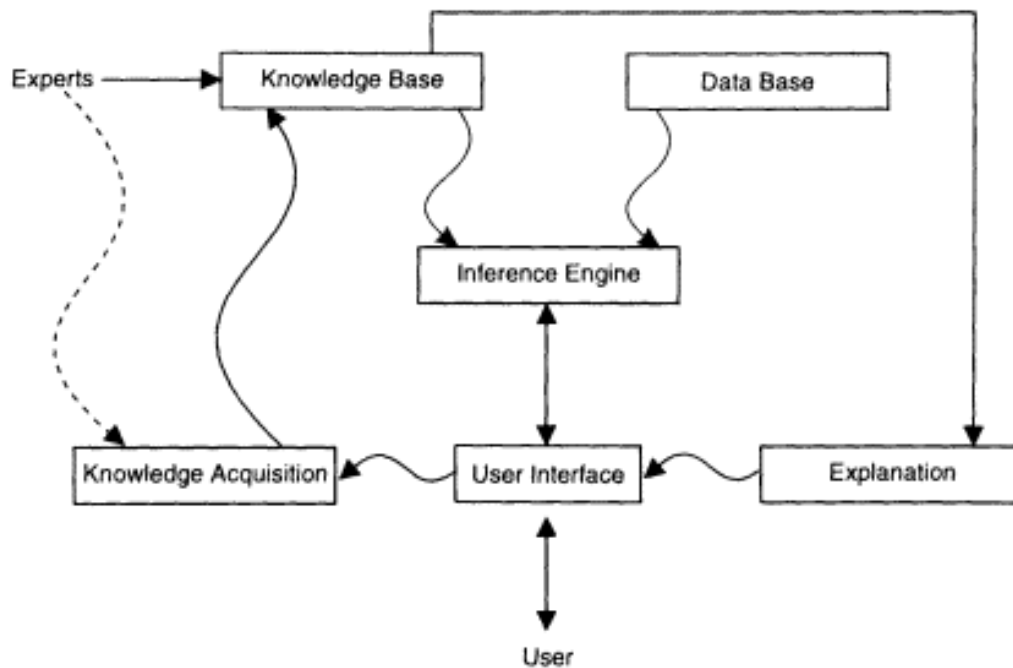 Experts
Knowledge Base
Data Base
Inference Engine
Knowledge Acquisition
User Interface
Explanation
User